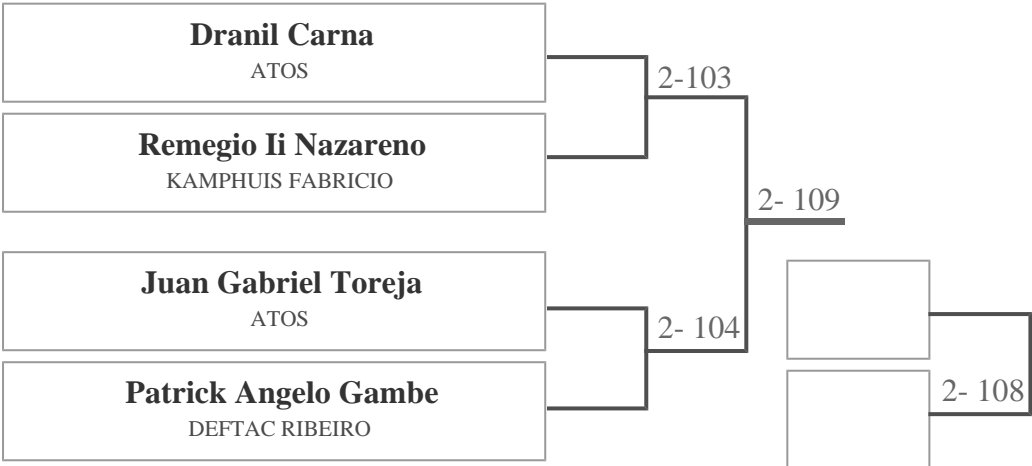 Dranil Carna
ATOS
2-103
Remegio Ii Nazareno
KAMPHUIS FABRICIO
2- 109
Juan Gabriel Toreja
ATOS
2- 104
Patrick Angelo Gambe
DEFTAC RIBEIRO
2- 108